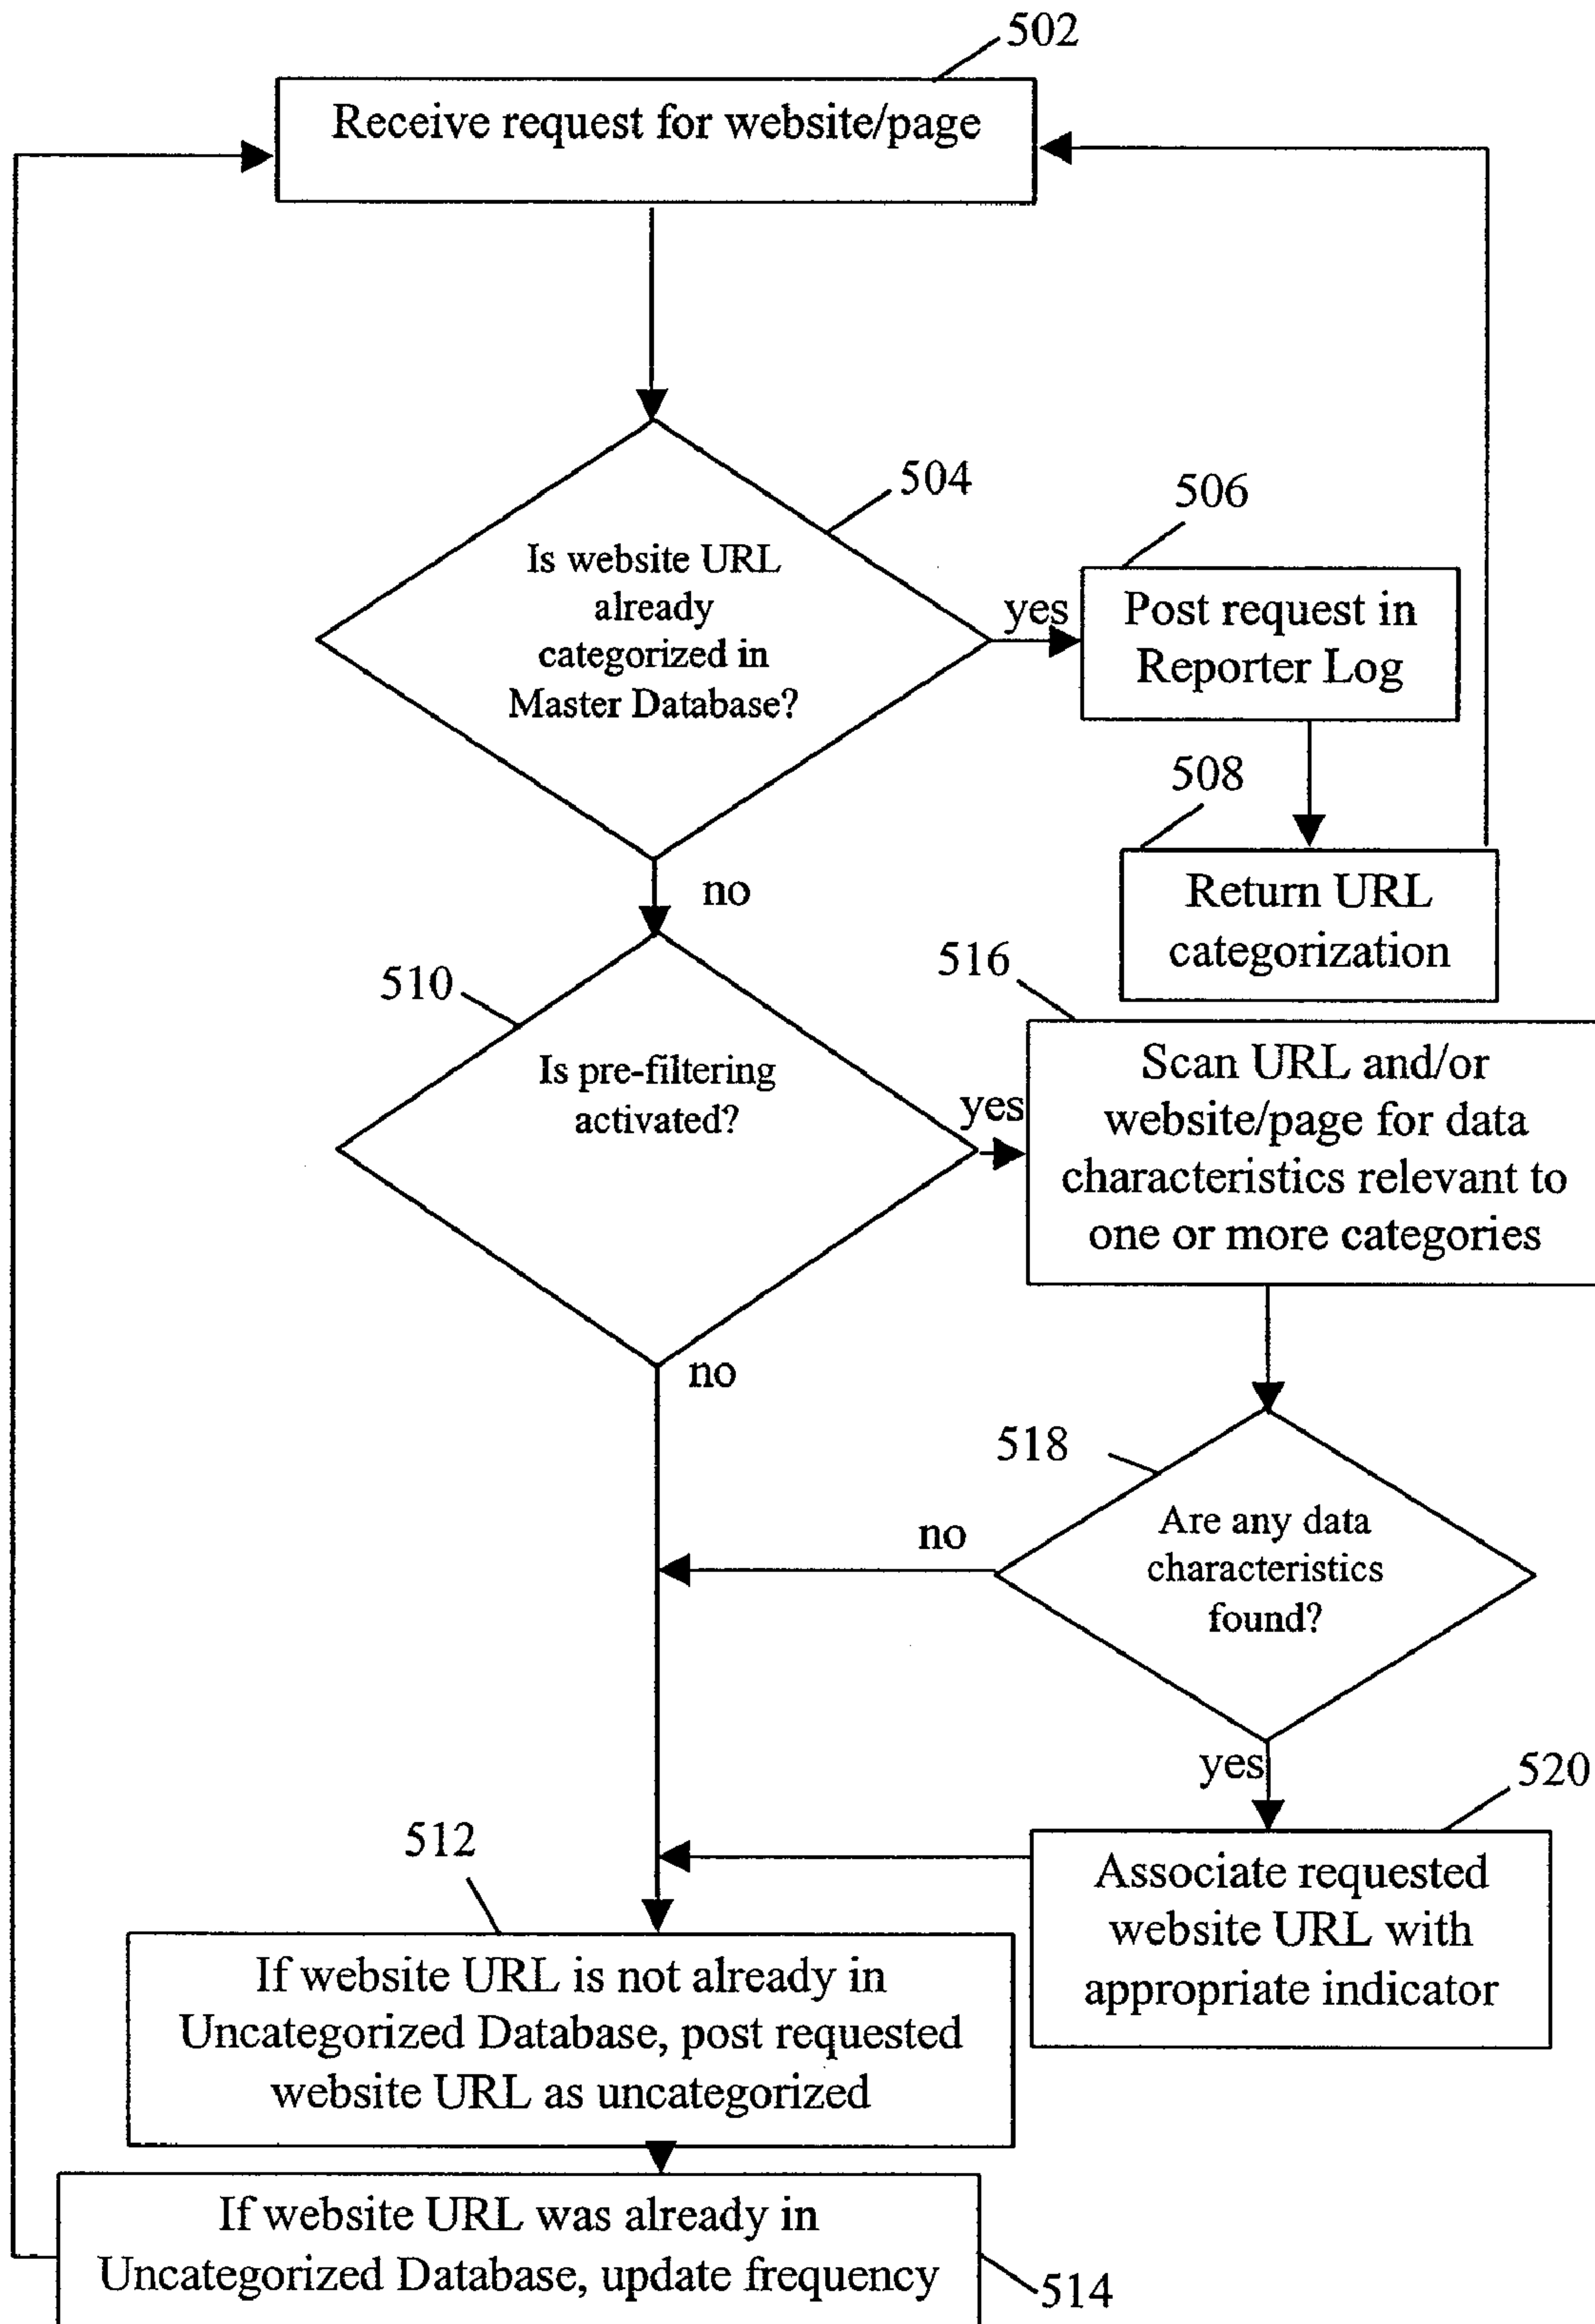 502
Receive request for website/page
504
Is website URL
already
categorized in
Master Database?
yes
506
Post request in
Reporter Log
508
Return URL
categorization
no
510
Is pre-filtering
activated?
yes
516
Scan URL and/or
website/page for data
characteristics relevant to
one or more categories
no
518
Are any data
characteristics
found?
no
yes
520
Associate requested
website URL with
appropriate indicator
512
If website URL is not already in
Uncategorized Database, post requested
website URL as uncategorized
If website URL was already in
Uncategorized Database, update frequency
514